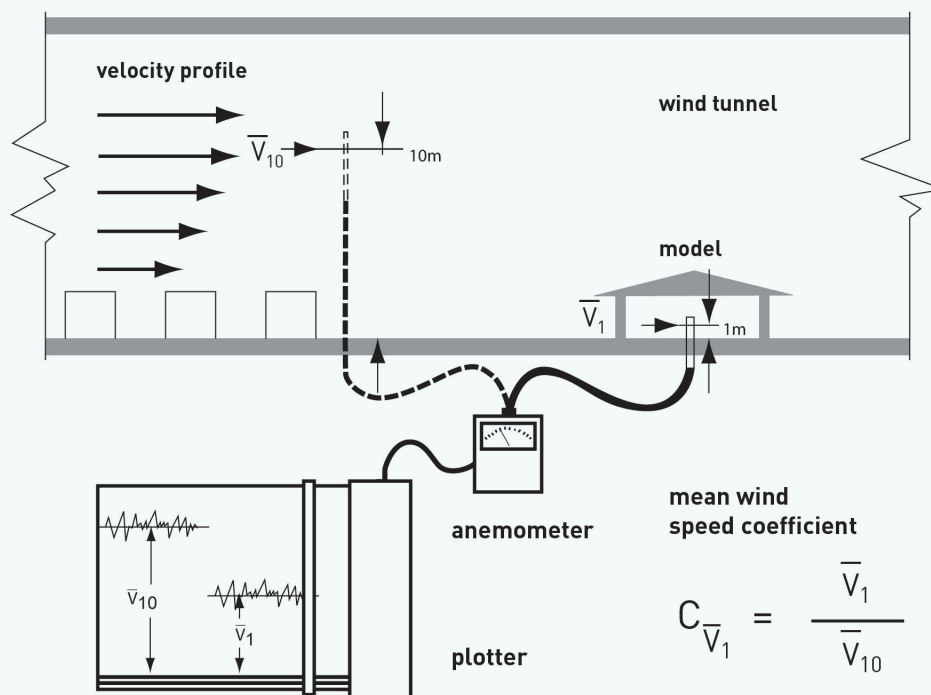 velocity profile
wind tunnel
V̅₁₀
10m
model
V̅₁
1m
mean wind
speed coefficient
anemometer
v̅₁₀
v̅₁
C V̅₁ = V̅₁ / V̅₁₀
plotter